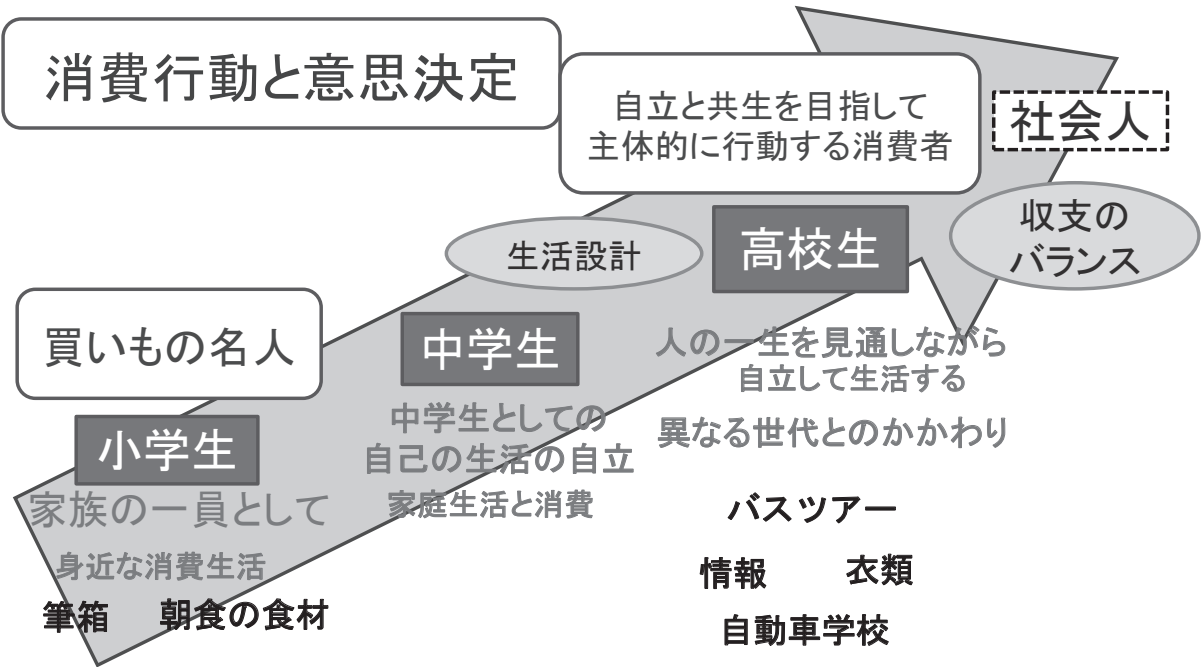 消費行動と意思決定
自立と共生を目指して
主体的に行動する消費者
社会人
収支の
バランス
生活設計
高校生
買いもの名人
中学生
人の一生を見通しながら
自立して生活する
異なる世代とのかかわり
小学生
中学生としての
自己の生活の自立
家庭生活と消費
家族の一員として
身近な消費生活
筆箱 朝食の食材
バスツアー
情報 衣類
自動車学校